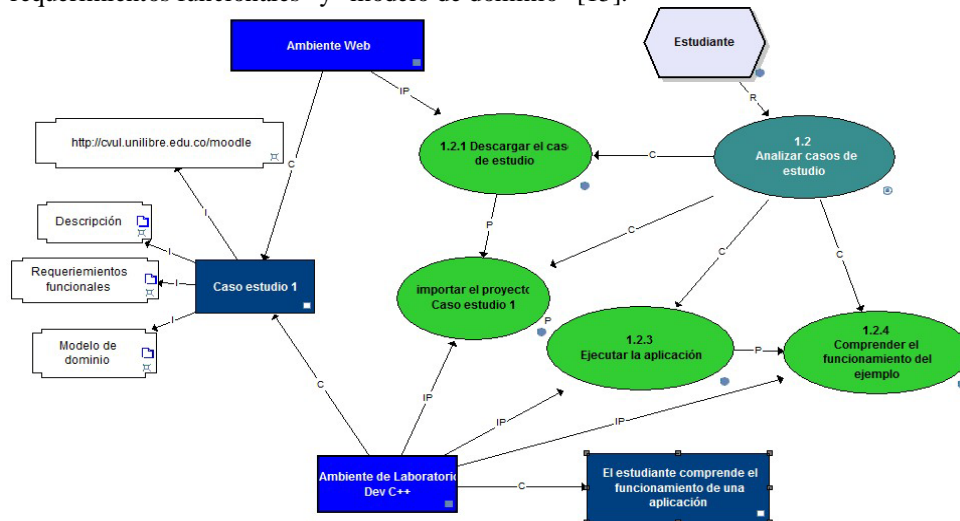 requerimientos funcionales" y "modelo de dominio" [15].
Ambiente Web
Estudiante
IP
R
http://cvul.unilibre.edu.co/moodle
1.2.1 Descargar el cas
de estudio
C
1.2
Analizar casos de
estudio
C
I
Descripción
P
C
C
C
I
Requeriemientos
funcionales
I
Caso estudio 1
importar el proyecto
Caso estudio 1
I
P
1.2.3
Ejecutar la aplicación
P
1.2.4
Comprender el
funcionamiento del
ejemplo
Modelo de
dominio
C
IP
IP
IP
Ambiente de Laboratorio
Dev C++
C
El estudiante comprende el
funcionamiento de una
aplicación